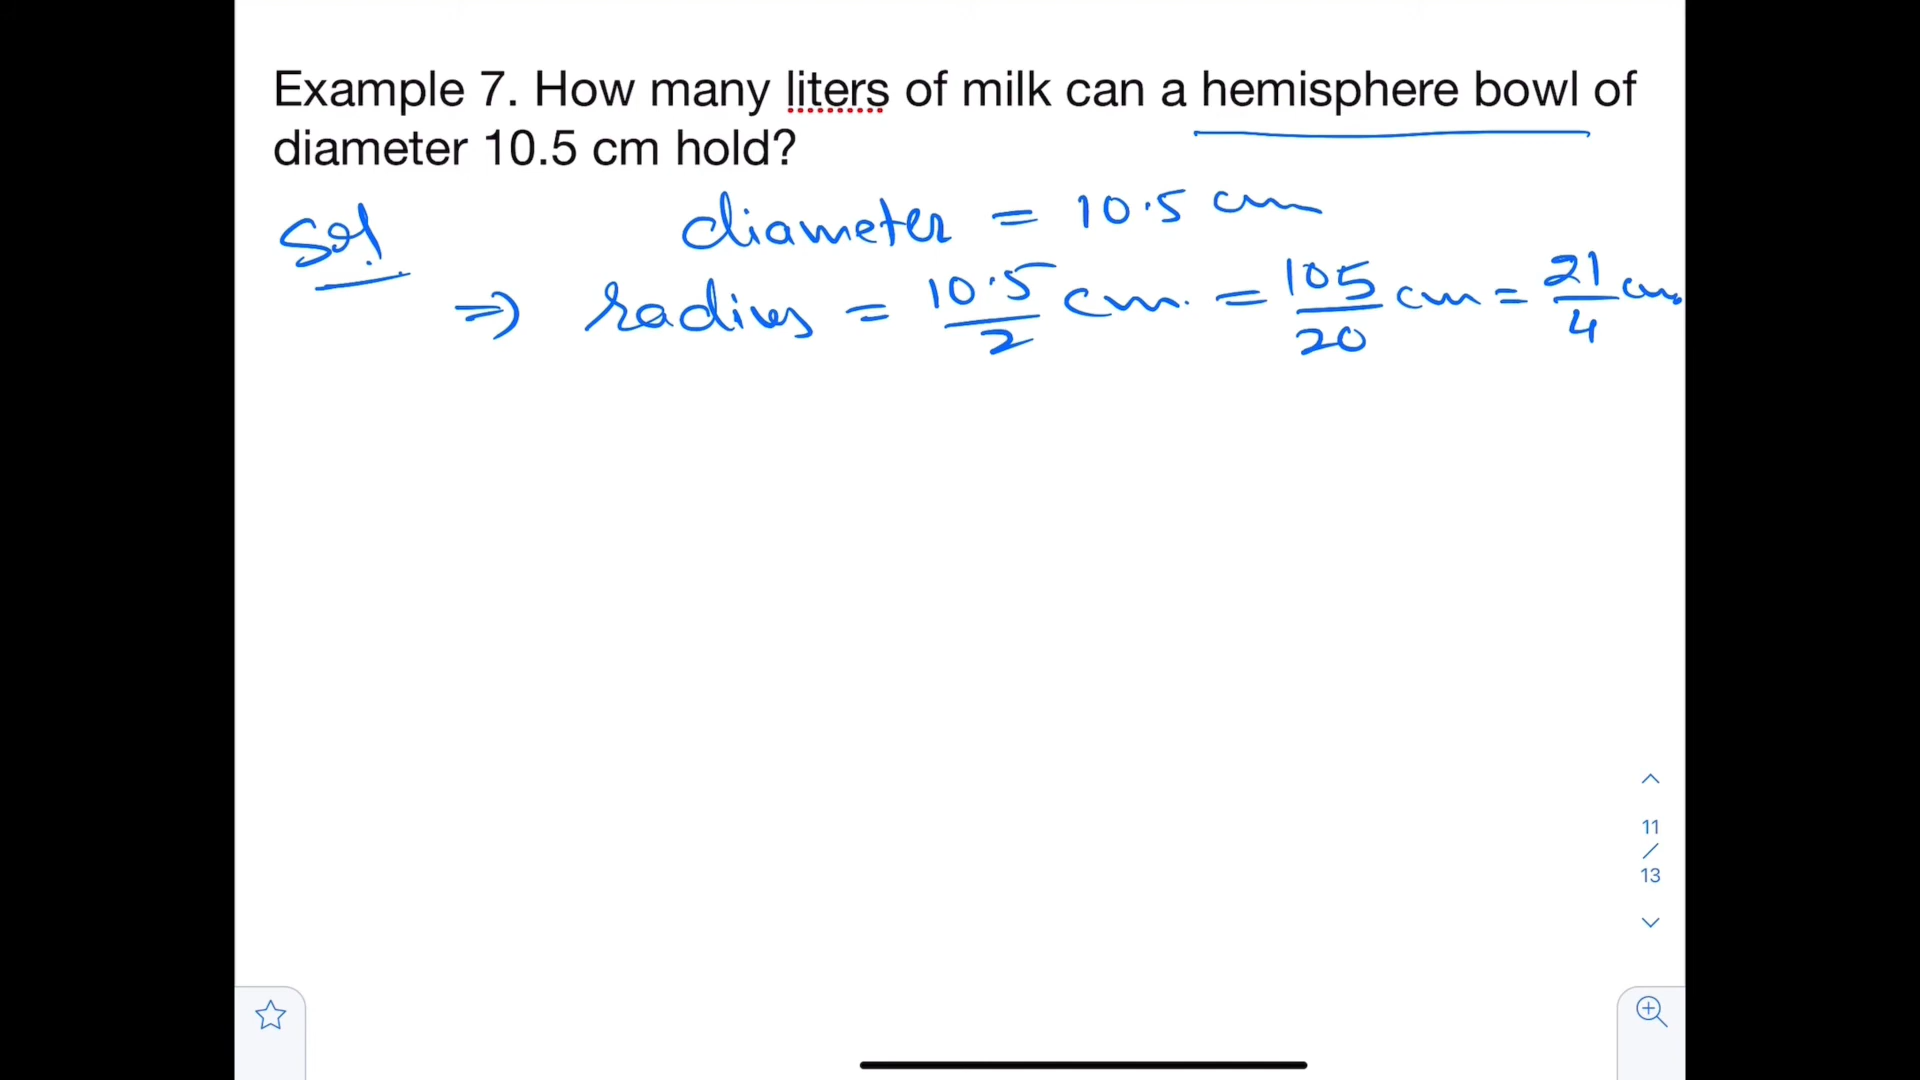 Example 7. How many liters of milk can a hemisphere bowl of
diameter 10.5 cm hold?
Sol. diameter = 10.5 cm
⇒ radius = 10.5/2 cm. = 105/20 cm = 21/4 cm.
11
/
13